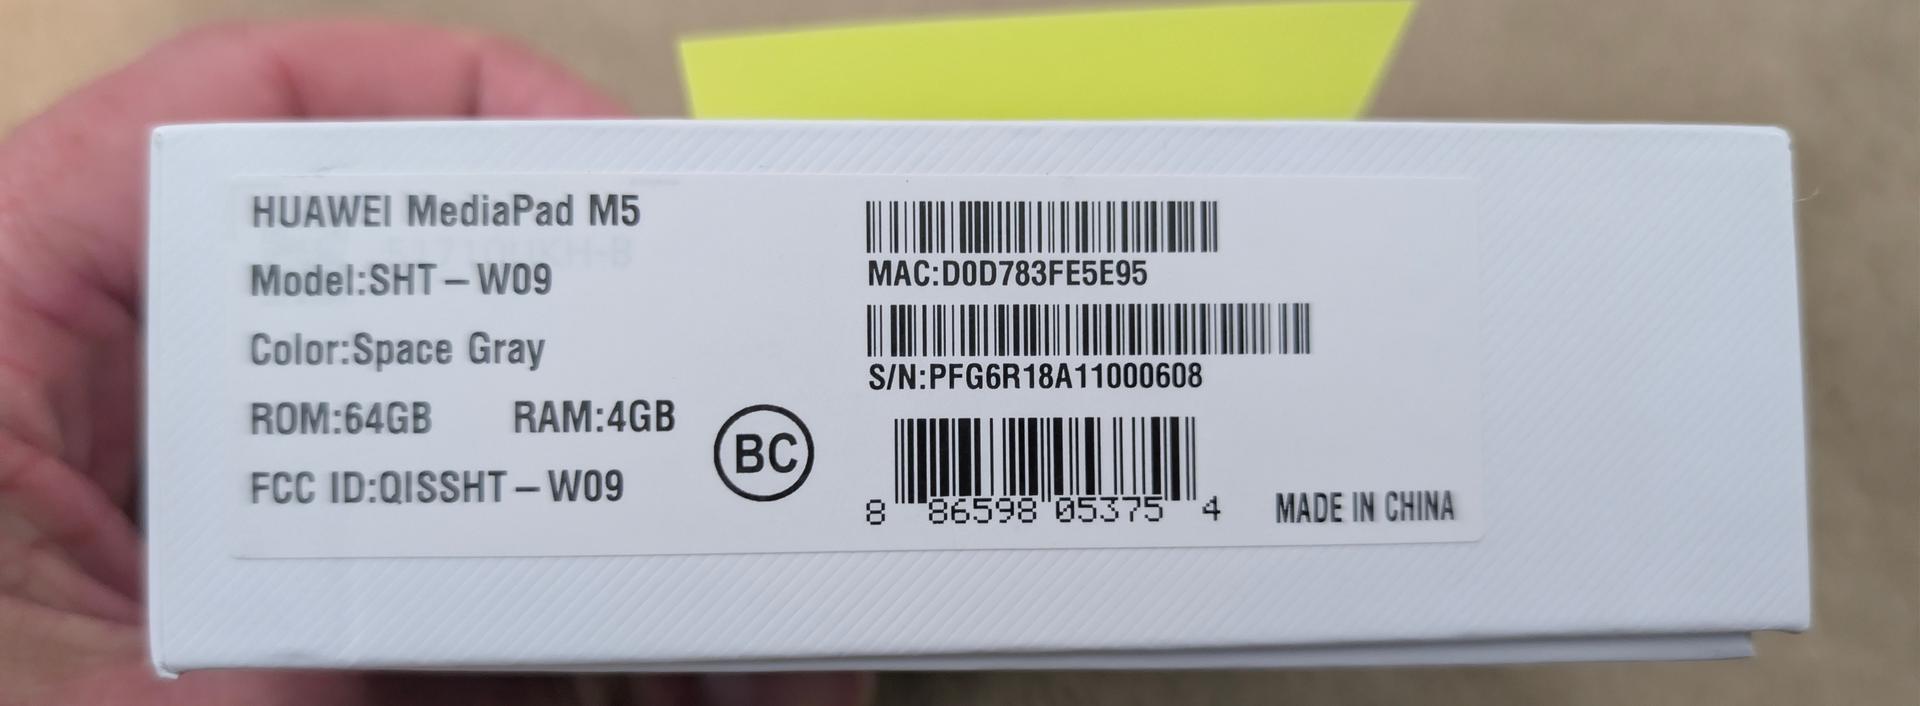 HUAWEI MediaPad M5
Model:SHT-W09
Color:Space Gray
ROM:64GB RAM:4GB
FCC ID:QISSHT-W09
BC
MAC:D0D783FE5E95
S/N:PFG6R18A11000608
8 86598 05375 4
MADE IN CHINA